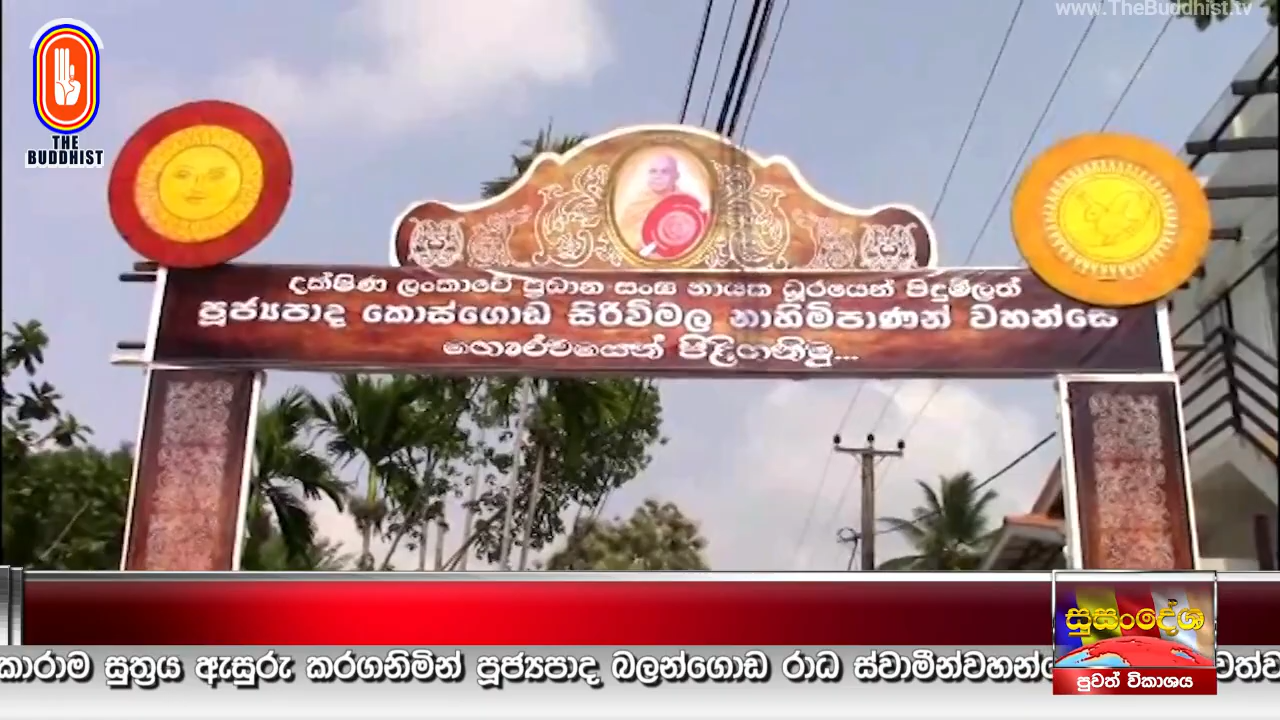 www.TheBuddhist.tv
THE
BUDDHIST
දක්ෂිණ ලංකාවේ ප්‍රධාන සංඝ නායක ධූරයෙන් පිදුම්ලත්
පූජ්‍යපාද කොස්ගොඩ සිරිවිමල නාහිමිපාණන් වහන්සෙ
ගෞරවයෙන් පිළිගනිමු...
සුසංදේශ
කාරාම සුත්‍රය ඇසුරු කරගනිමින් පූජ්‍යපාද බලන්ගොඩ රාධ ස්වාමීන්වහන්
පුවත් විකාශය